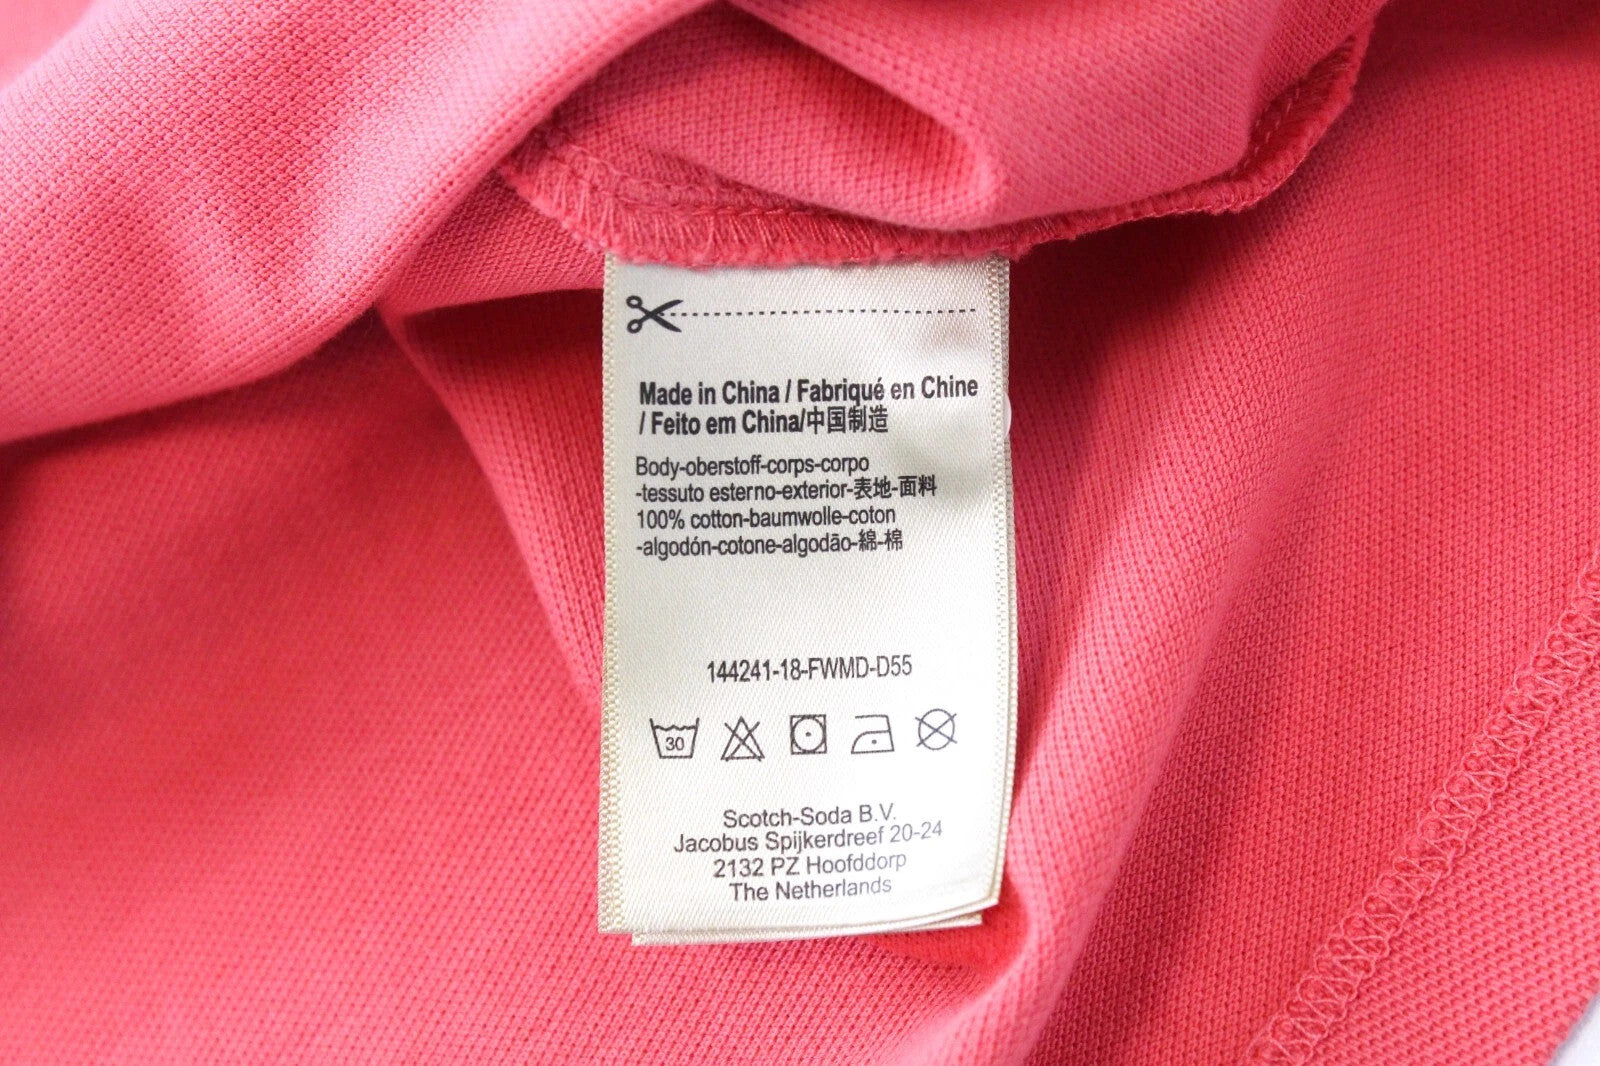 Made in China / Fabriqué en Chine
/ Feito em China/中国制造
Body-oberstoff-corps-corpo
-tessuto esterno-exterior-表地-面料
100% cotton-baumwolle-coton
-algodón-cotone-algodão-綿-棉
144241-18-FWMD-D55
30
Scotch-Soda B.V.
Jacobus Spijkerdreef 20-24
2132 PZ Hoofddorp
The Netherlands